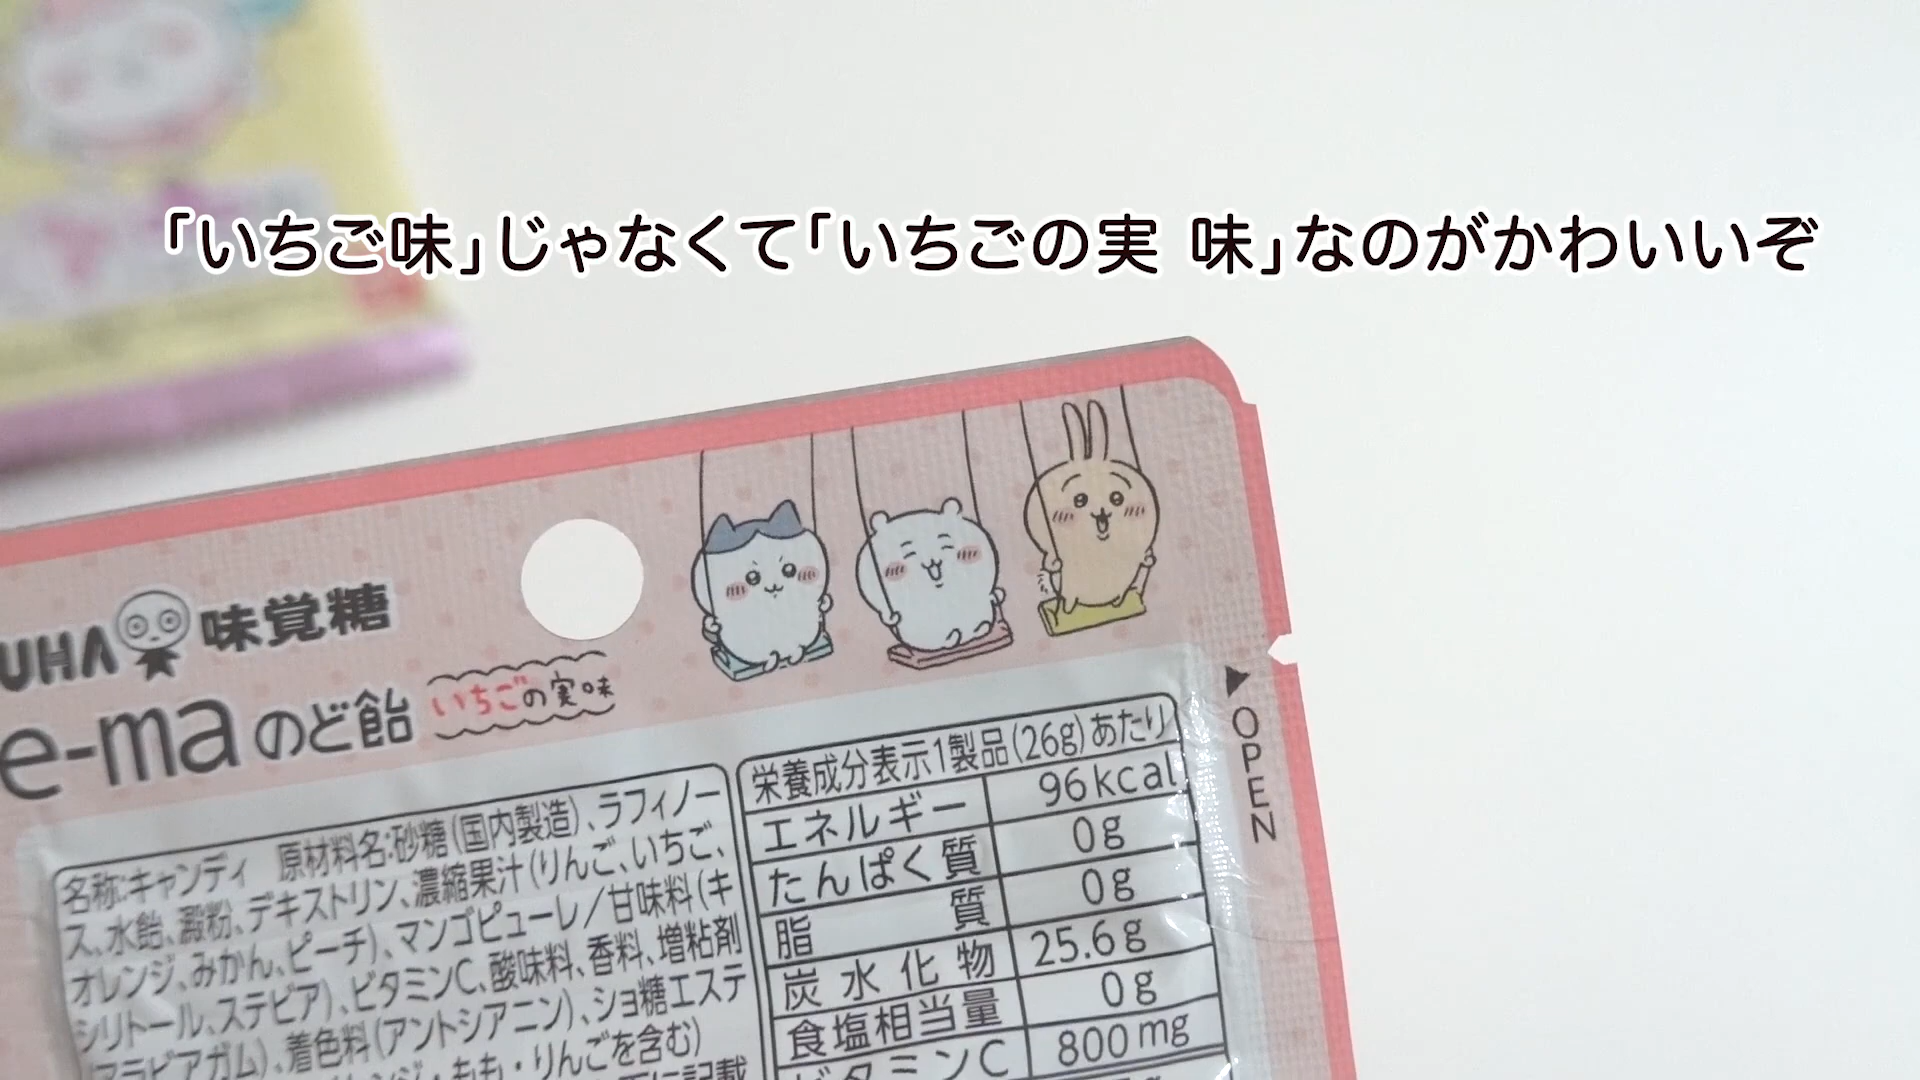 「いちご味」じゃなくて「いちごの実 味」なのがかわいいぞ
UHA 味覚糖
e-maのど飴 いちごの実味
OPEN
名称:キャンディ 原材料名:砂糖(国内製造)、ラフィノー
ス、水飴、澱粉、デキストリン、濃縮果汁(りんご、いちご、
オレンジ、みかん、ピーチ)、マンゴピューレ/甘味料(キ
シリトール、ステビア)、ビタミンC、酸味料、香料、増粘剤
(アラビアガム)、着色料(アントシアニン)、ショ糖エステ
もも・りんごを含む)
栄養成分表示1製品(26g)あたり
エネルギー 96kcal
たんぱく質 0g
脂質 0g
炭水化物 25.6g
食塩相当量 0g
ビタミンC 800mg